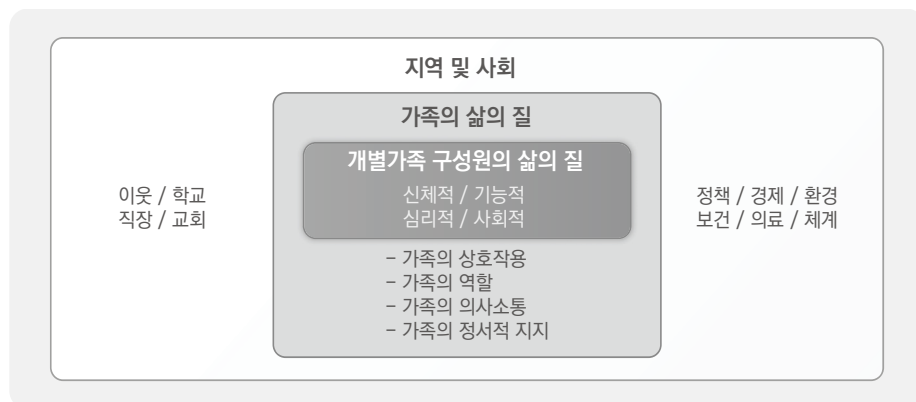 지역 및 사회
가족의 삶의 질
개별가족 구성원의 삶의 질
신체적 / 기능적
심리적 / 사회적
이웃 / 학교
직장 / 교회
정책 / 경제 / 환경
보건 / 의료 / 체계
- 가족의 상호작용
- 가족의 역할
- 가족의 의사소통
- 가족의 정서적 지지